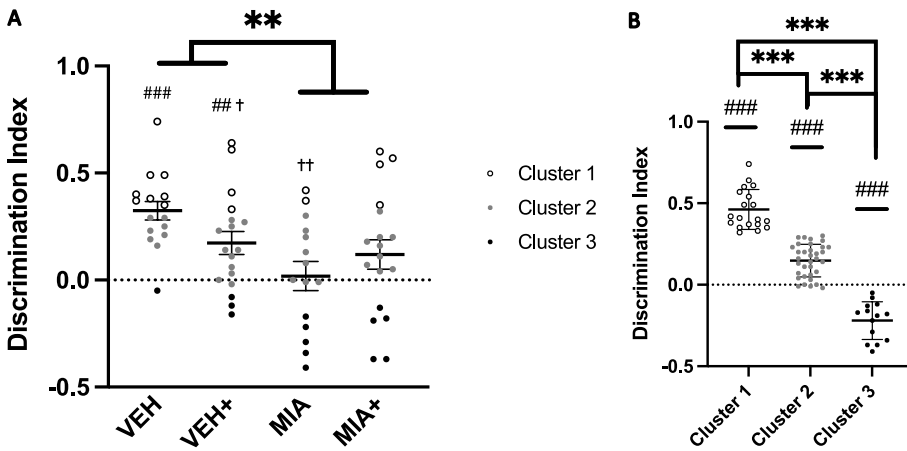 A
**
1.0
###
## †
0.5
††
0.0
-0.5
Discrimination Index
VEH
VEH+
MIA
MIA+
Cluster 1
Cluster 2
Cluster 3
B
***
***
***
###
###
###
1.0
0.5
0.0
-0.5
Discrimination Index
Cluster 1
Cluster 2
Cluster 3